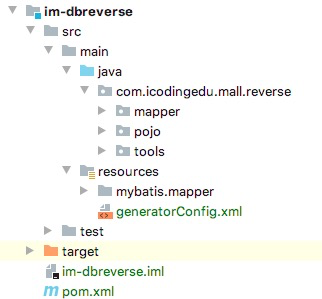 im-dbreverse
src
main
java
com.icodingedu.mall.reverse
mapper
pojo
tools
resources
mybatis.mapper
generatorConfig.xml
test
target
im-dbreverse.iml
pom.xml